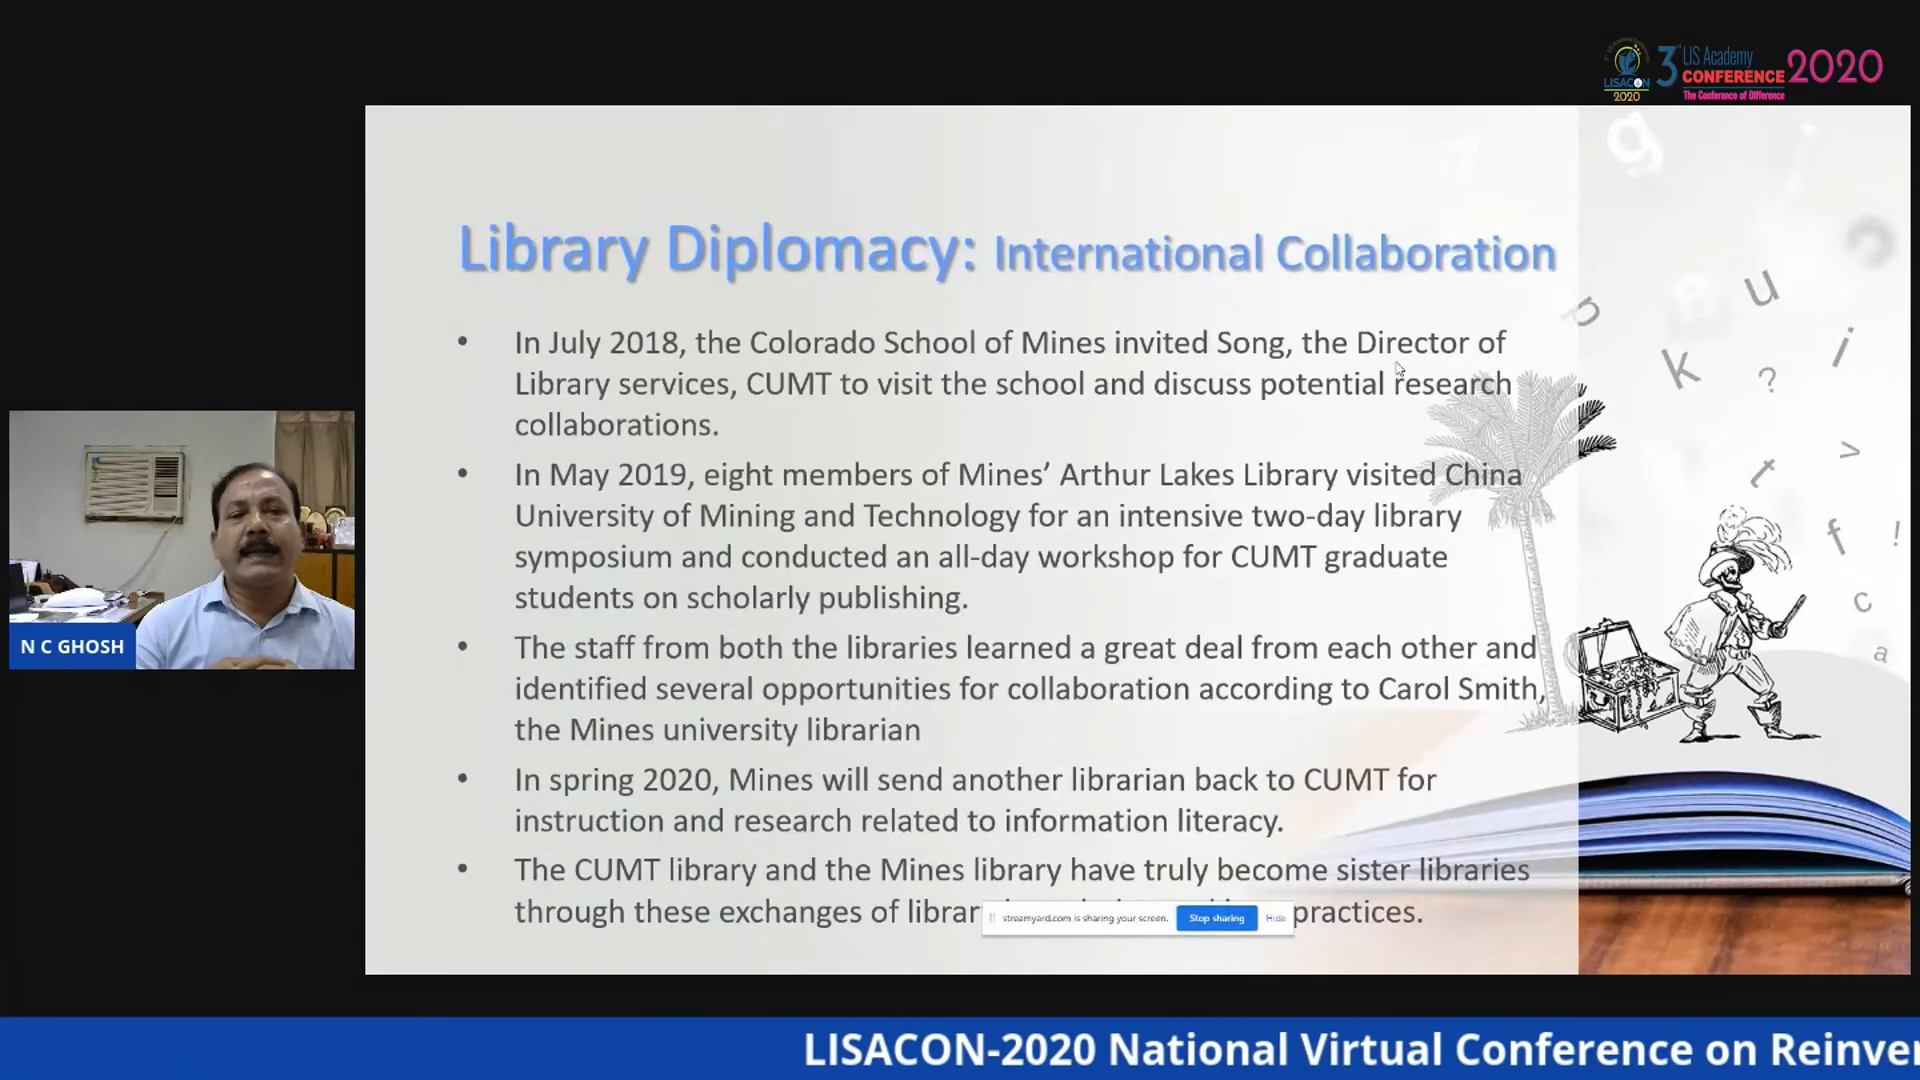 LISACON
2020
3rd LIS Academy
CONFERENCE 2020
The Conference of Difference
Library Diplomacy: International Collaboration
• In July 2018, the Colorado School of Mines invited Song, the Director of
Library services, CUMT to visit the school and discuss potential research
collaborations.
• In May 2019, eight members of Mines’ Arthur Lakes Library visited China
University of Mining and Technology for an intensive two-day library
symposium and conducted an all-day workshop for CUMT graduate
students on scholarly publishing.
• The staff from both the libraries learned a great deal from each other and
identified several opportunities for collaboration according to Carol Smith,
the Mines university librarian
• In spring 2020, Mines will send another librarian back to CUMT for
instruction and research related to information literacy.
• The CUMT library and the Mines library have truly become sister libraries
through these exchanges of librar practices.
streamyard.com is sharing your screen. Stop sharing Hide
N C GHOSH
LISACON-2020 National Virtual Conference on Reinve